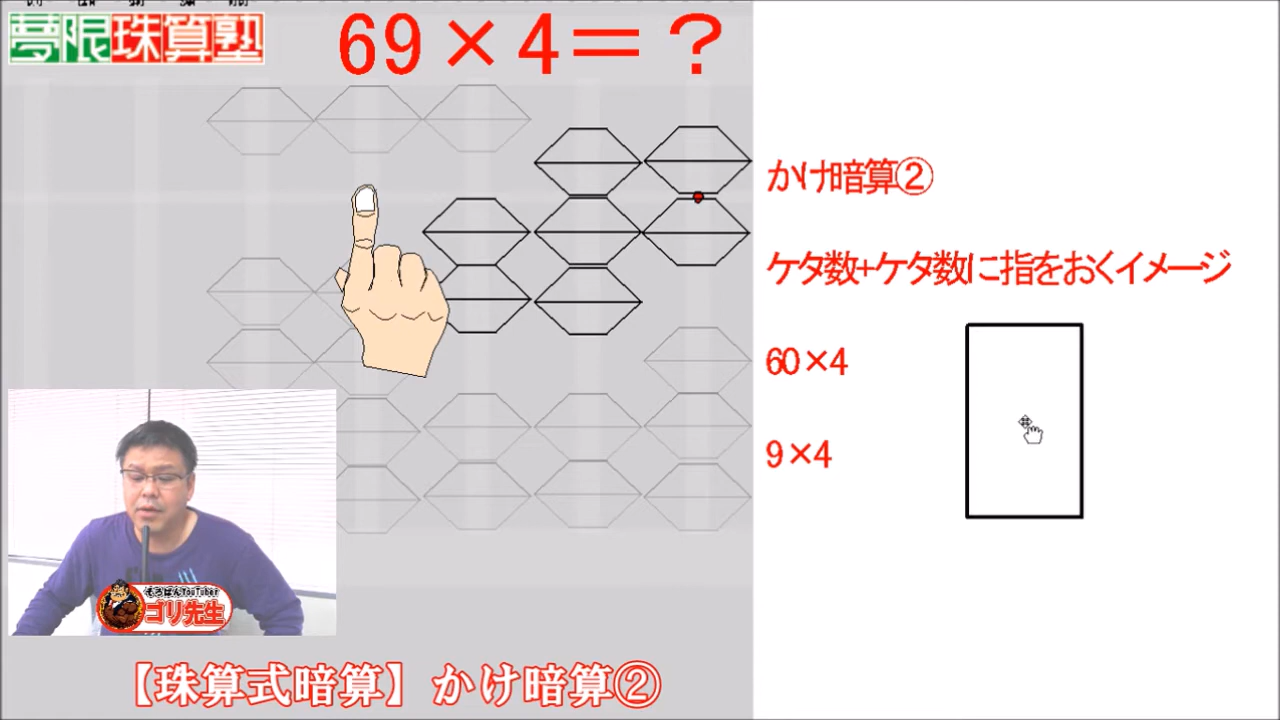 夢限珠算塾
69×4=？
かけ暗算②
ケタ数+ケタ数に指をおくイメージ
60×4
9×4
そろばんYouTuber
ゴリ先生
【珠算式暗算】かけ暗算②